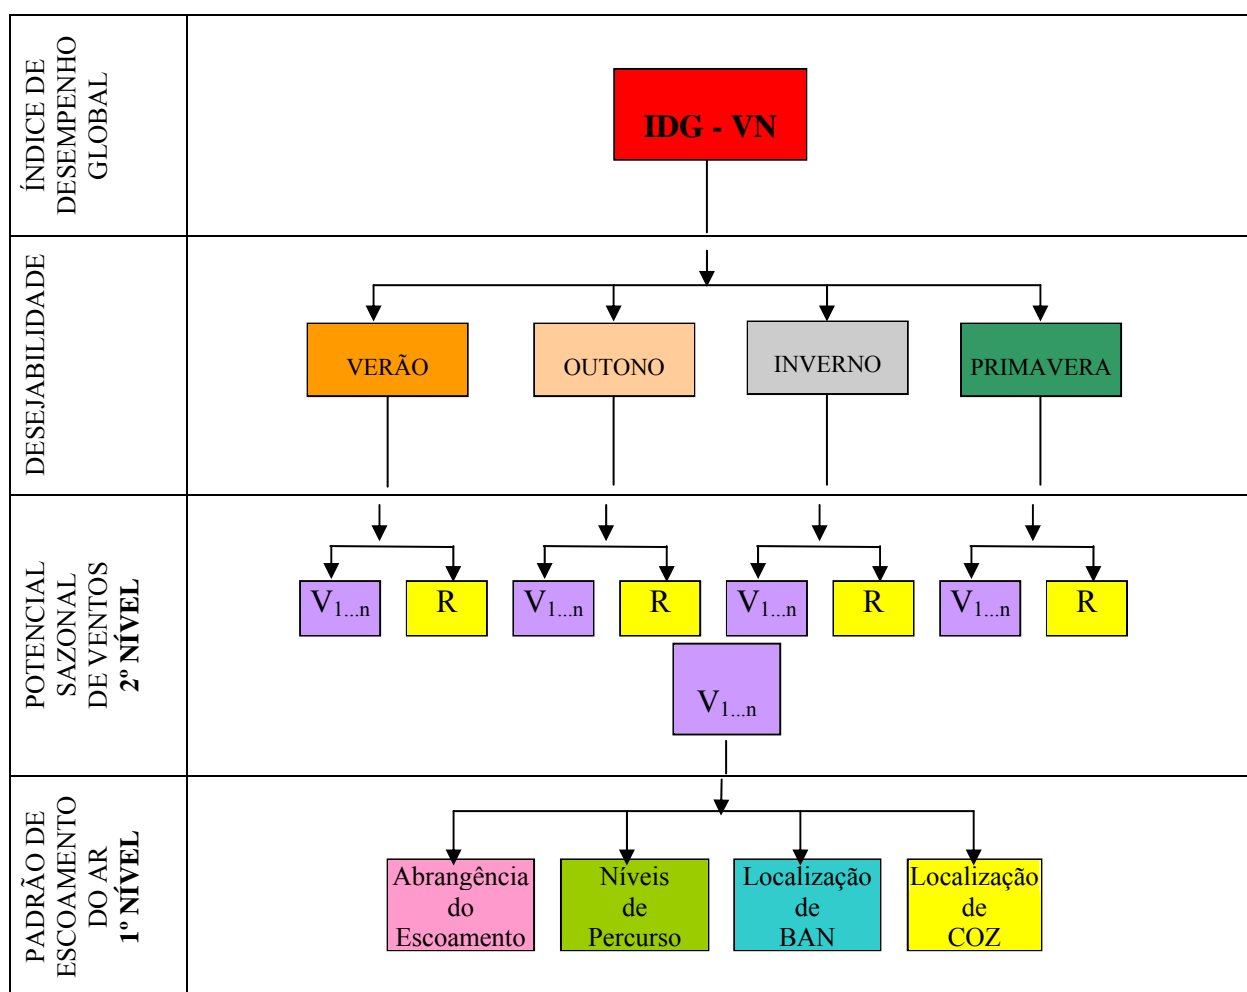 ÍNDICE DE
DESEMPENHO
GLOBAL
IDG - VN
DESEJABILIDADE
VERÃO
OUTONO
INVERNO
PRIMAVERA
POTENCIAL
SAZONAL
DE VENTOS
2º NÍVEL
V1...n
R
V1...n
R
V1...n
R
V1...n
R
V1...n
PADRÃO DE
ESCOAMENTO
DO AR
1º NÍVEL
Abrangência
do
Escoamento
Níveis
de
Percurso
Localização
de
BAN
Localização
de
COZ